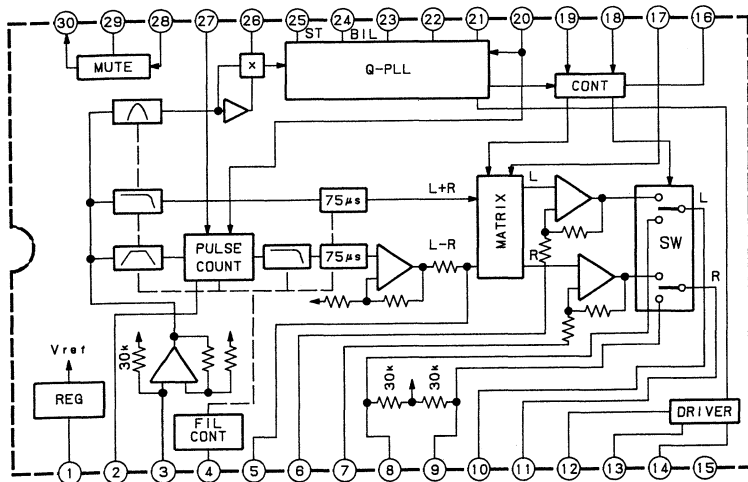 30 29 28 27 26 25 24 23 22 21 20 19 18 17 16
ST BIL
MUTE
×
Q-PLL
CONT
75μs
L+R
PULSE COUNT
75μs
L-R
MATRIX
L
R
SW
L
R
30k
Vref
REG
FIL CONT
30k
30k
DRIVER
1 2 3 4 5 6 7 8 9 10 11 12 13 14 15